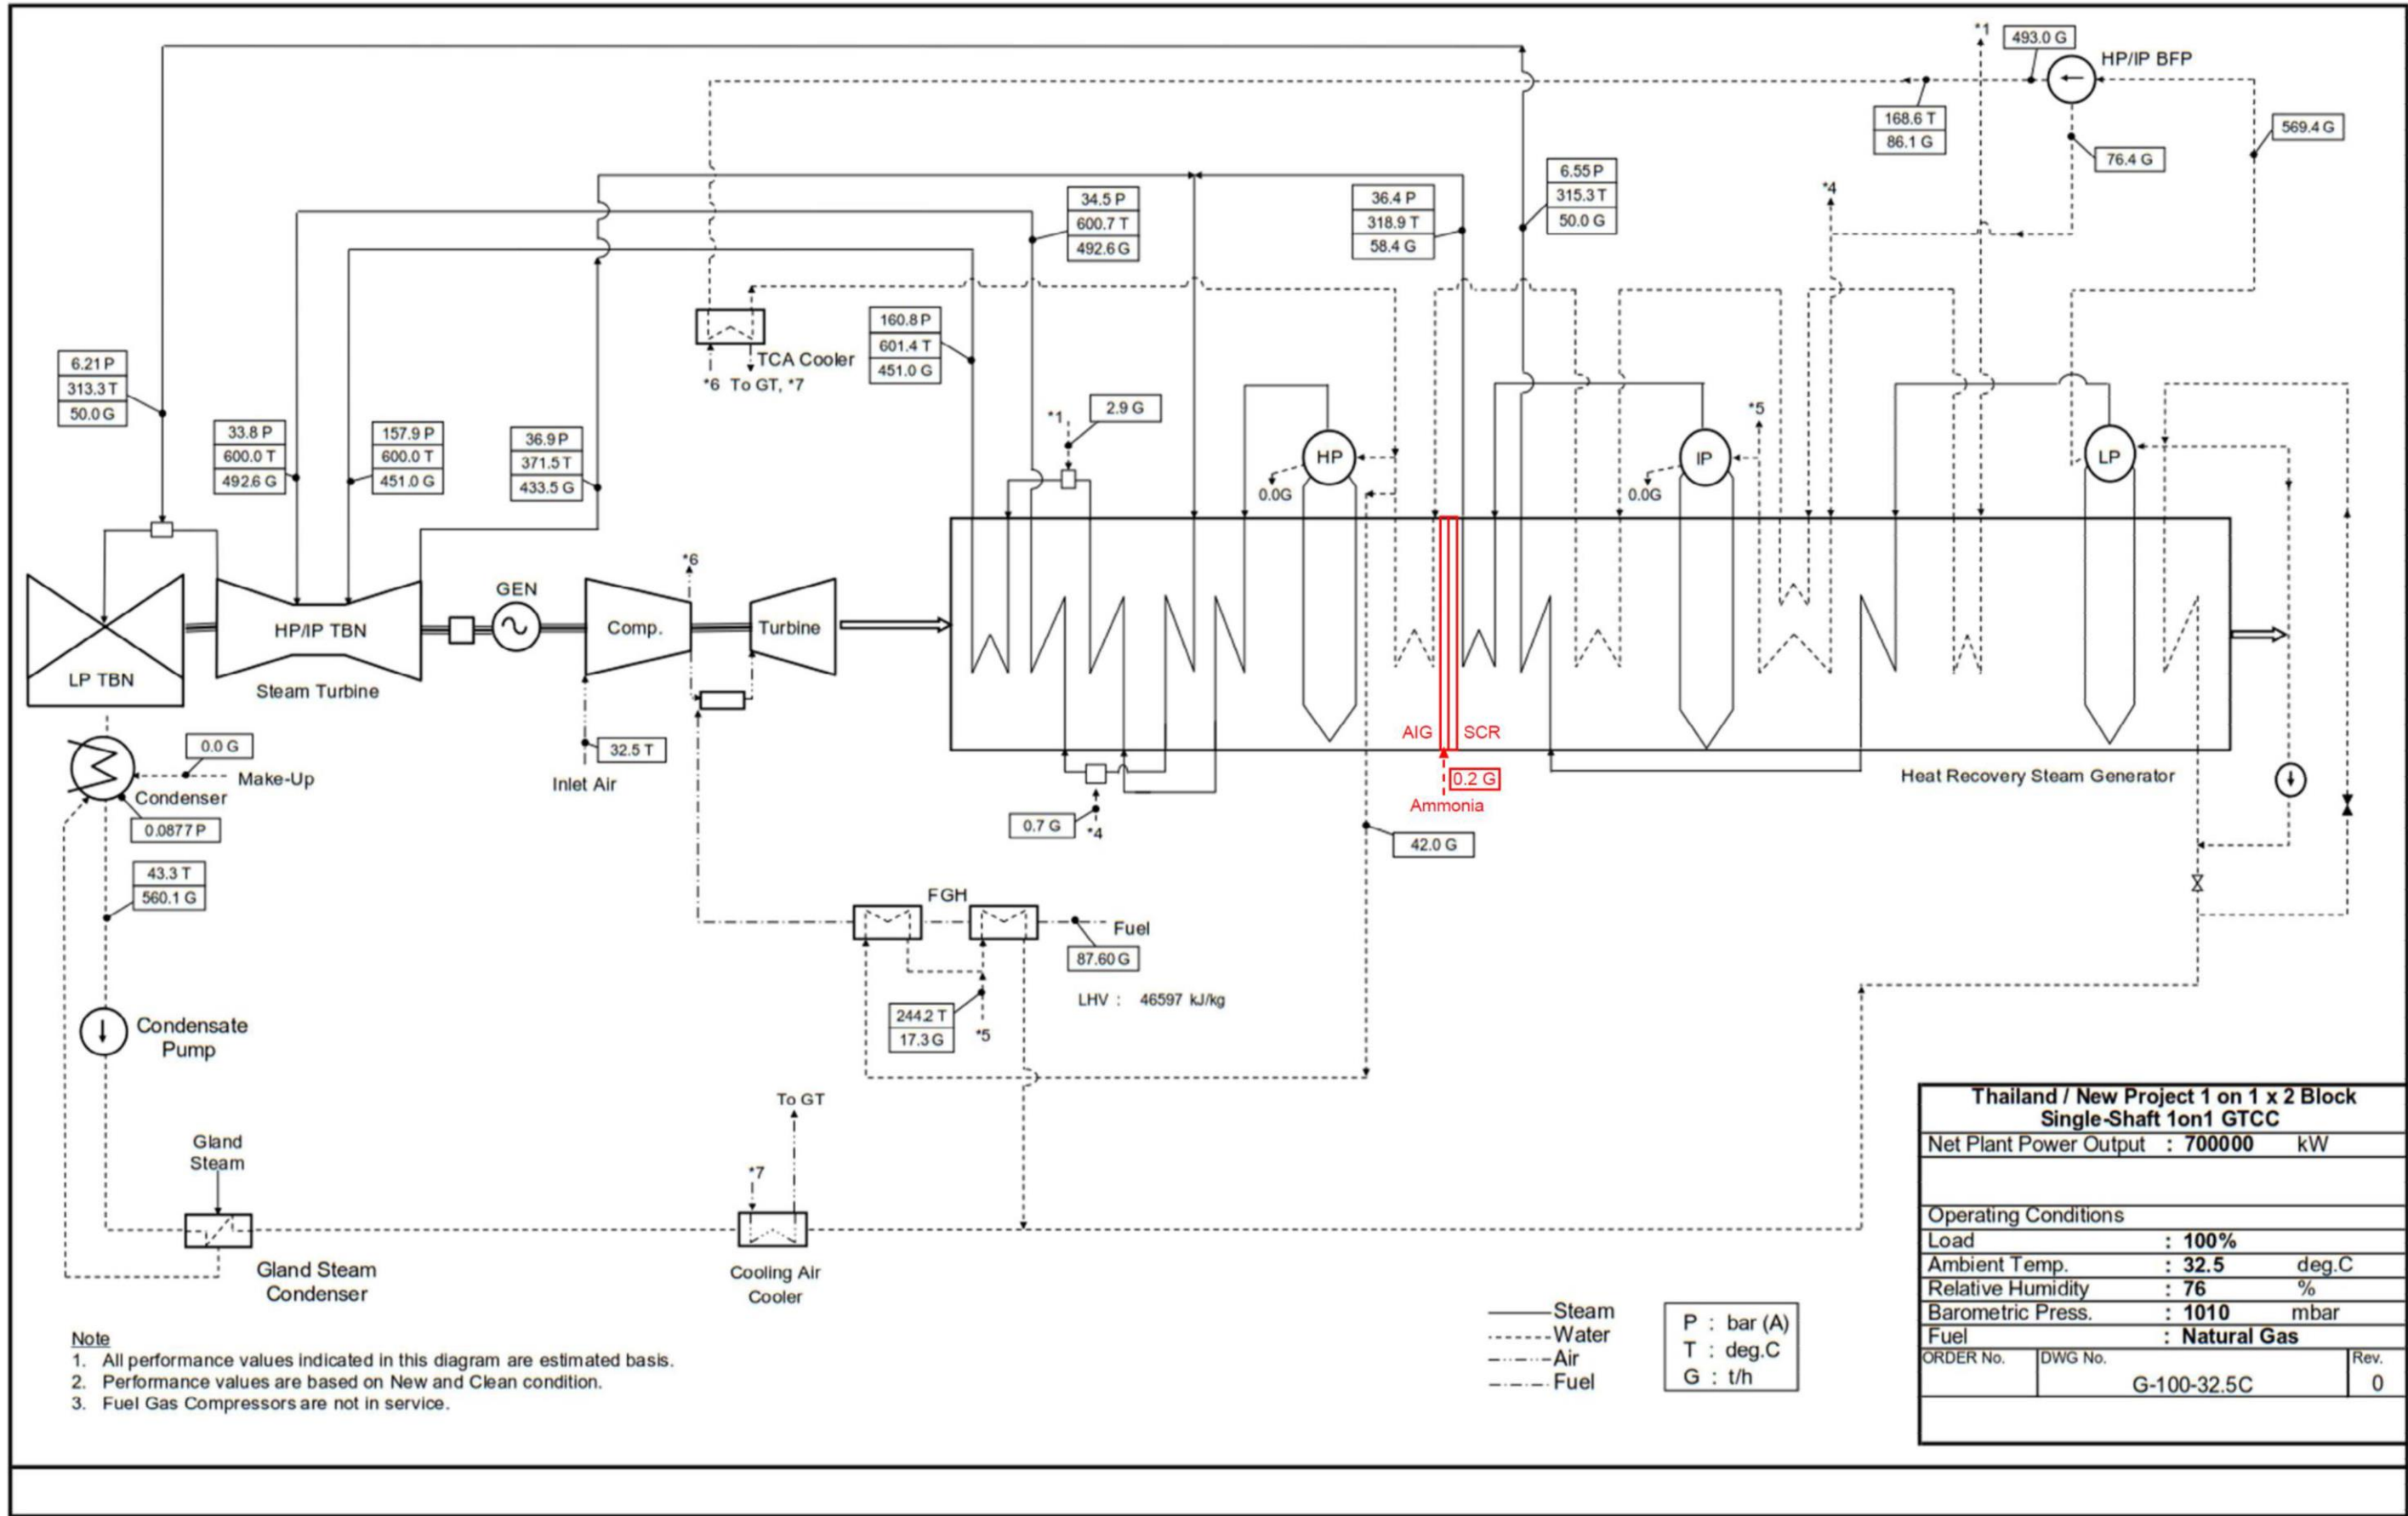 *1
493.0 G
HP/IP BFP
168.6 T
86.1 G
569.4 G
76.4 G
*4
6.55 P
315.3 T
50.0 G
36.4 P
318.9 T
58.4 G
34.5 P
600.7 T
492.6 G
160.8 P
601.4 T
451.0 G
TCA Cooler
*6 To GT, *7
6.21 P
313.3 T
50.0 G
33.8 P
600.0 T
492.6 G
157.9 P
600.0 T
451.0 G
36.9 P
371.5 T
433.5 G
*1
2.9 G
HP
0.0G
*5
IP
0.0G
LP
*6
GEN
LP TBN
HP/IP TBN
Steam Turbine
Comp.
Turbine
AIG SCR
0.2 G
Ammonia
Heat Recovery Steam Generator
0.0 G
Make-Up
Condenser
0.0877 P
32.5 T
Inlet Air
0.7 G
*4
42.0 G
43.3 T
560.1 G
FGH
Fuel
87.60 G
LHV : 46597 kJ/kg
244.2 T
17.3 G
*5
Condensate
Pump
To GT
*7
Gland
Steam
Gland Steam
Condenser
Cooling Air
Cooler
Note
1. All performance values indicated in this diagram are estimated basis.
2. Performance values are based on New and Clean condition.
3. Fuel Gas Compressors are not in service.
Steam
Water
Air
Fuel
P : bar (A)
T : deg.C
G : t/h
Thailand / New Project 1 on 1 x 2 Block
Single-Shaft 1on1 GTCC
Net Plant Power Output : 700000 kW
Operating Conditions
Load : 100%
Ambient Temp. : 32.5 deg.C
Relative Humidity : 76 %
Barometric Press. : 1010 mbar
Fuel : Natural Gas
ORDER No. DWG No. Rev.
G-100-32.5C 0